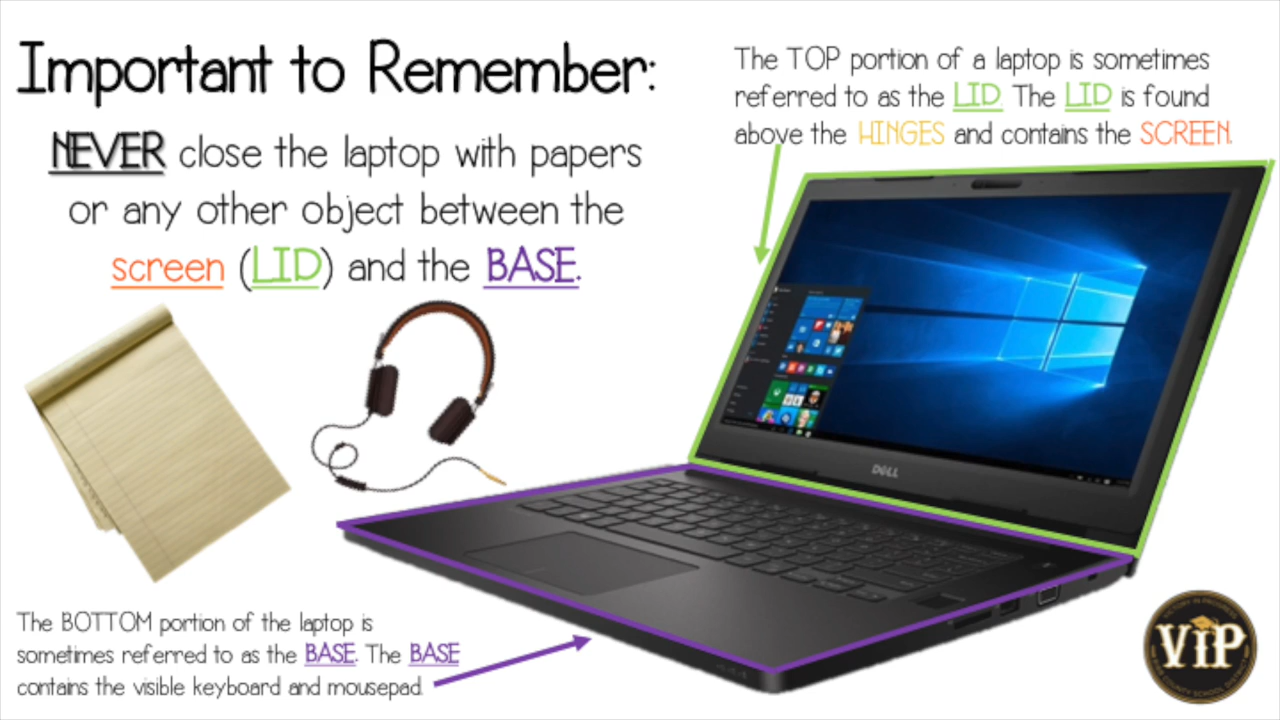 Important to Remember:
NEVER close the laptop with papers
or any other object between the
screen (LID) and the BASE.
The TOP portion of a laptop is sometimes
referred to as the LID. The LID is found
above the HINGES and contains the SCREEN.
DELL
The BOTTOM portion of the laptop is
sometimes referred to as the BASE. The BASE
contains the visible keyboard and mousepad.
VIP
COUNTY SCHOOL DISTRICT